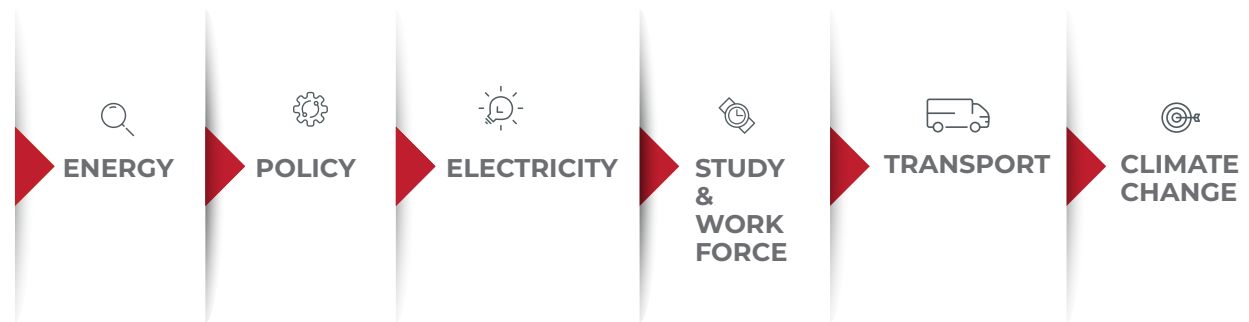 ENERGY
POLICY
ELECTRICITY
STUDY
&
WORK
FORCE
TRANSPORT
CLIMATE
CHANGE